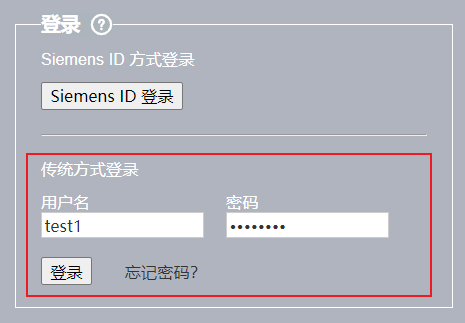 登录 ?
Siemens ID 方式登录
Siemens ID 登录
传统方式登录
用户名 密码
test1 ••••••••
登录 忘记密码?